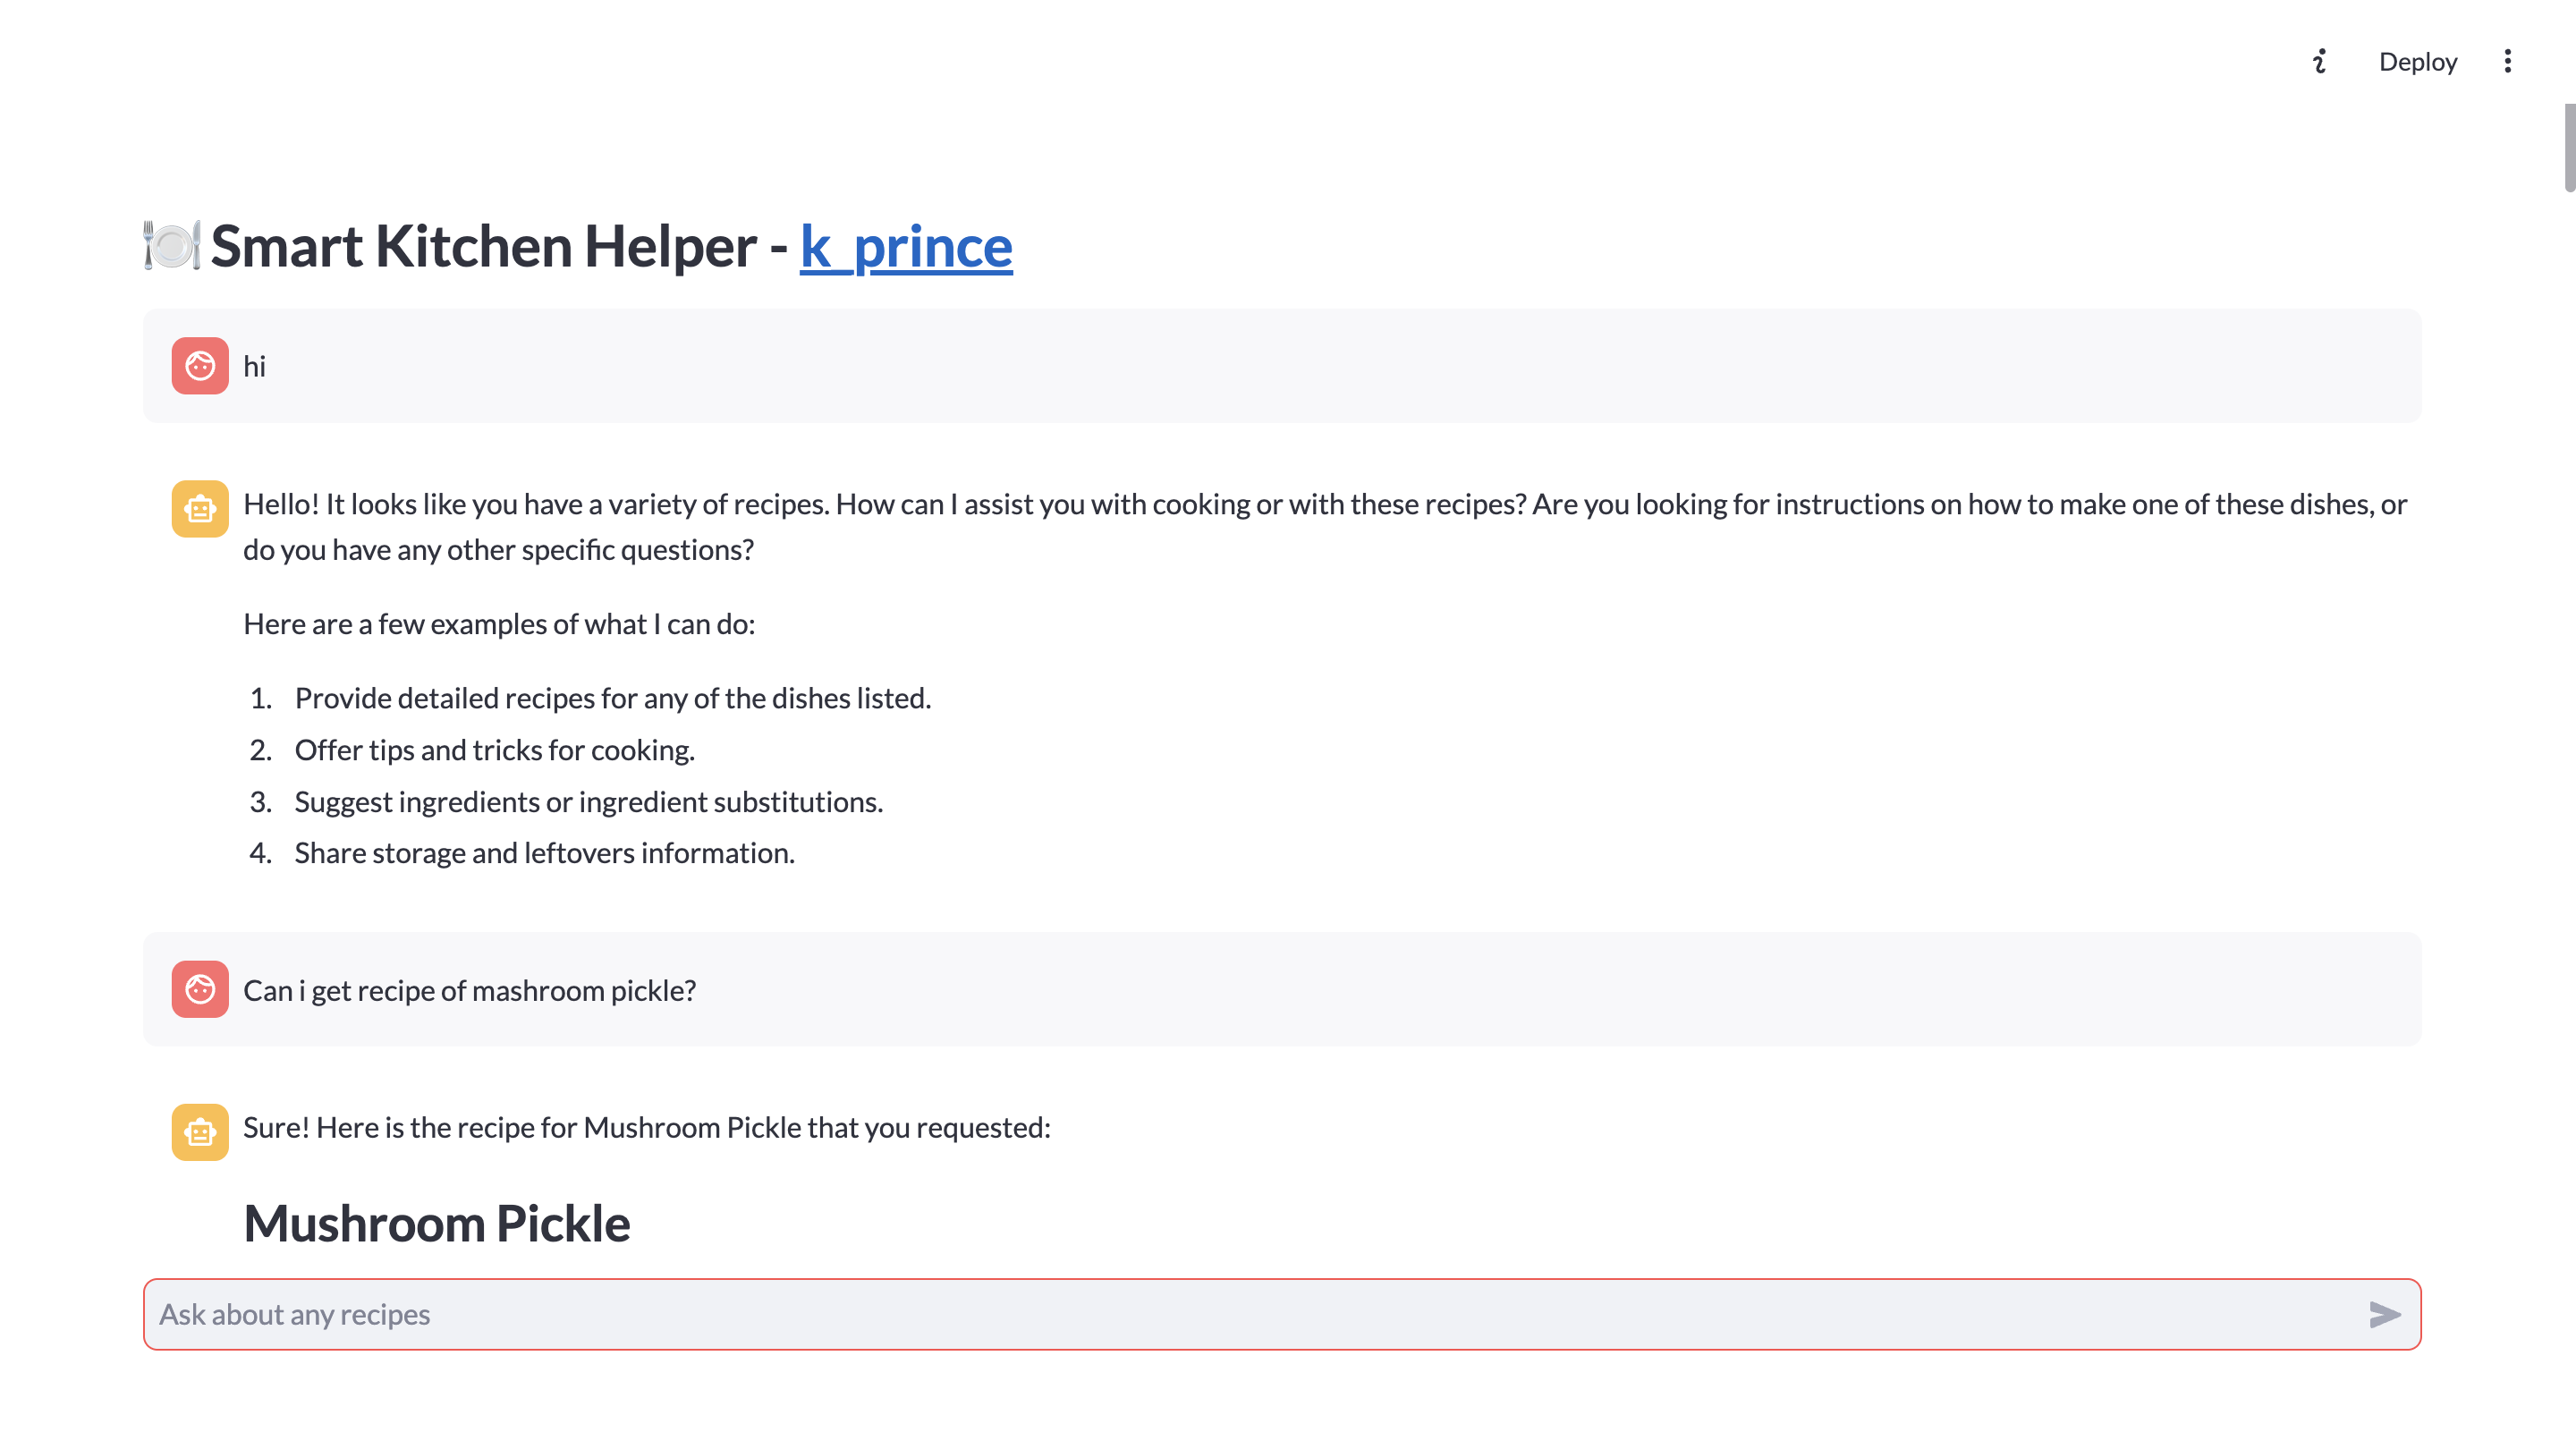 Deploy
Smart Kitchen Helper - k_prince
hi
Hello! It looks like you have a variety of recipes. How can I assist you with cooking or with these recipes? Are you looking for instructions on how to make one of these dishes, or
do you have any other specific questions?
Here are a few examples of what I can do:
1. Provide detailed recipes for any of the dishes listed.
2. Offer tips and tricks for cooking.
3. Suggest ingredients or ingredient substitutions.
4. Share storage and leftovers information.
Can i get recipe of mashroom pickle?
Sure! Here is the recipe for Mushroom Pickle that you requested:
Mushroom Pickle
Ask about any recipes